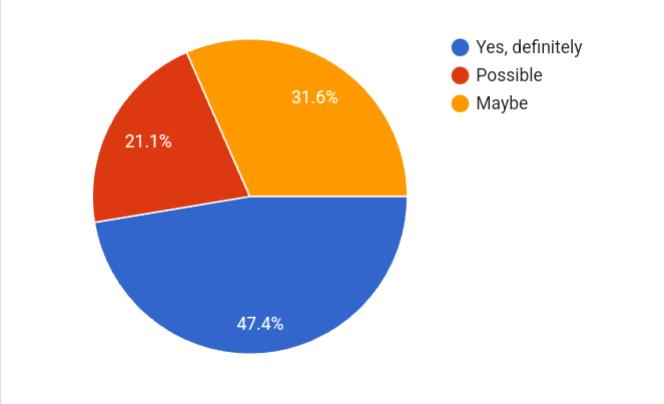 Yes, definitely
Possible
Maybe
31.6%
21.1%
47.4%